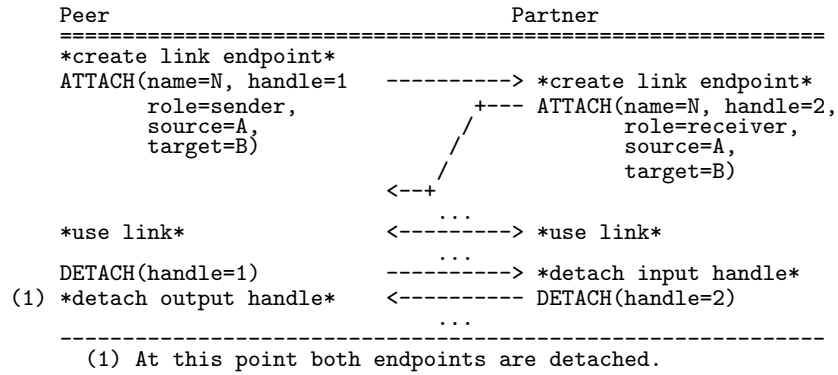 Peer                                Partner
=============================================================
*create link endpoint*
ATTACH(name=N, handle=1   ----------> *create link endpoint*
       role=sender,              +--- ATTACH(name=N, handle=2,
       source=A,                /            role=receiver,
       target=B)               /             source=A,
                              /              target=B)
                          <--+
                              ...
*use link*                <---------> *use link*
                              ...
DETACH(handle=1)          ----------> *detach input handle*
(1) *detach output handle*    <---------- DETACH(handle=2)
                              ...
-------------------------------------------------------------
(1) At this point both endpoints are detached.